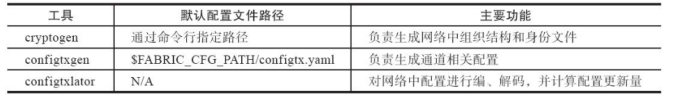 工具 默认配置文件路径 主要功能
cryptogen 通过命令行指定路径 负责生成网络中组织结构和身份文件
configtxgen $FABRIC_CFG_PATH/configtx.yaml 负责生成通道相关配置
configtxlator N/A 对网络中配置进行编、解码，并计算配置更新量